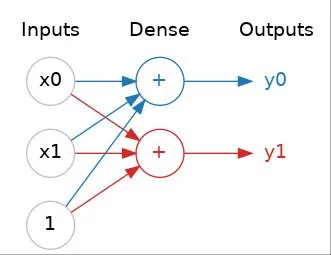 Inputs Dense Outputs
x0 + y0
x1 + y1
1